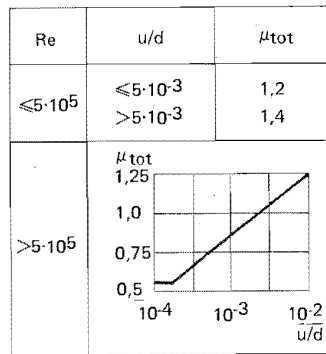 Re u/d μtot
≤5·10⁵ ≤5·10⁻³ 1,2
>5·10⁻³ 1,4
>5·10⁵
μtot
1,25
1,0
0,75
0,5
10⁻⁴ 10⁻³ 10⁻²
u/d